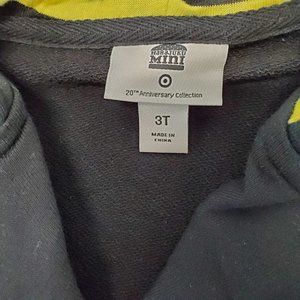 HARAJUKU
MINI
20TH Anniversary Collection
3T
MADE IN
CHINA